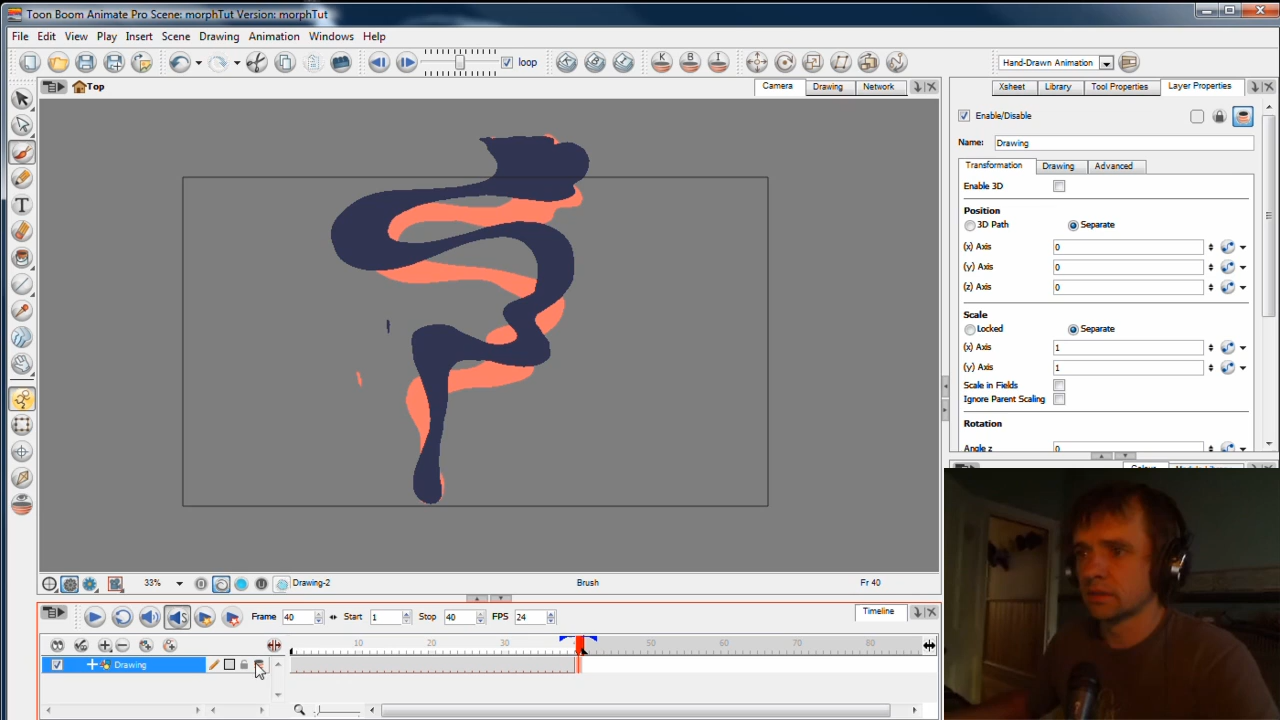 Toon Boom Animate Pro Scene: morphTut Version: morphTut
File Edit View Play Insert Scene Drawing Animation Windows Help
loop
K B I
Hand-Drawn Animation
Top
Camera Drawing Network
Xsheet Library Tool Properties Layer Properties
Enable/Disable
Name: Drawing
Transformation Drawing Advanced
Enable 3D
Position
3D Path Separate
(x) Axis 0
(y) Axis 0
(z) Axis 0
Scale
Locked Separate
(x) Axis 1
(y) Axis 1
Scale in Fields
Ignore Parent Scaling
Rotation
Angle z 0
33% Drawing-2 Brush Fr 40
Frame 40 Start 1 Stop 40 FPS 24
Timeline
10 20 30 50 60 70 80
Drawing